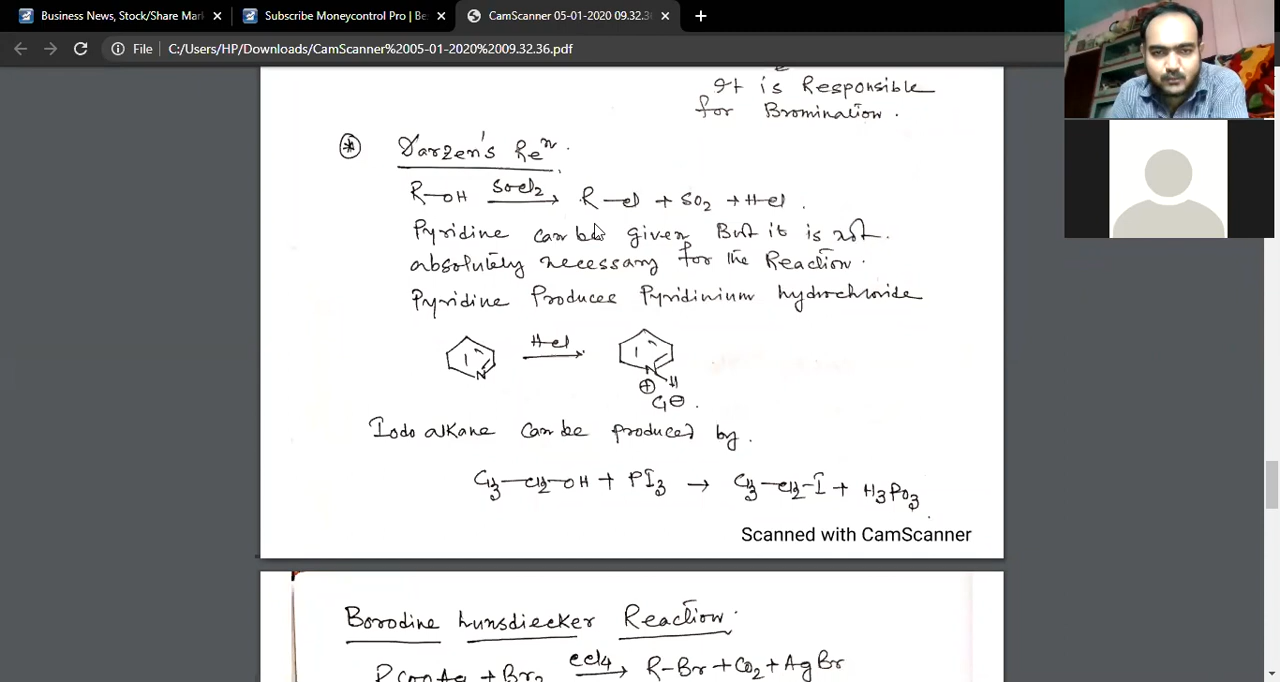 Business News, Stock/Share Mark
Subscribe Moneycontrol Pro | Be
CamScanner 05-01-2020 09.32.3
File
C:/Users/HP/Downloads/CamScanner%2005-01-2020%2009.32.36.pdf
It is Responsible
for Bromination.
Darzen's Reⁿ.
R-OH SOCl2 → R-Cl + SO2 + HCl.
Pyridine can be given But it is not
absolutely necessary for the Reaction.
Pyridine Produces Pyridinium hydrochloride
HCl →
N
N
⊕ H
Cl⊖.
Iodo alkane can be produced by.
CH3-CH2-OH + PI3 → CH3-CH2-I + H3PO3
Scanned with CamScanner
Borodine hunsdiecker Reaction.
RCOOAg + Br2 CCl4 → R-Br + CO2 + AgBr